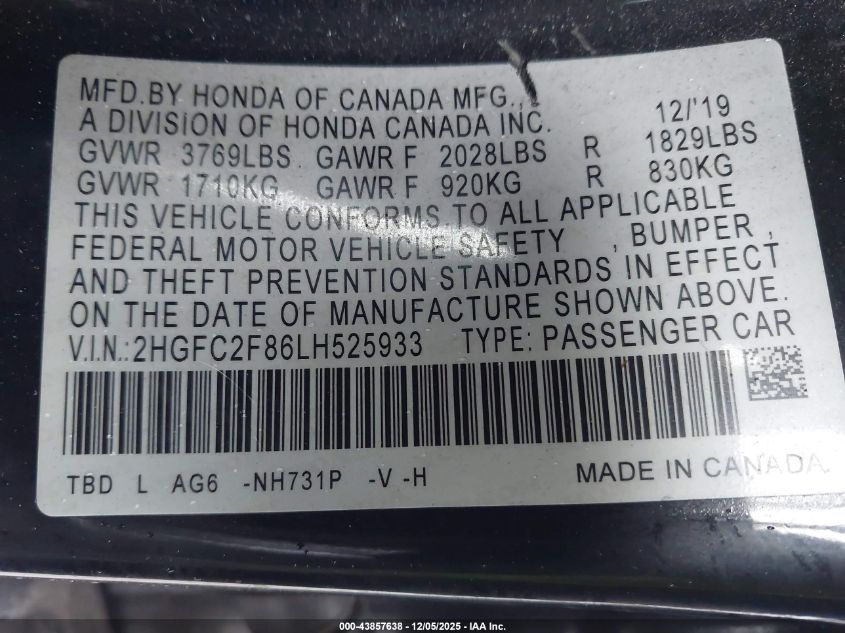 MFD. BY HONDA OF CANADA MFG., 12/'19
A DIVISION OF HONDA CANADA INC.
GVWR 3769LBS GAWR F 2028LBS R 1829LBS
GVWR 1710KG GAWR F 920KG R 830KG
THIS VEHICLE CONFORMS TO ALL APPLICABLE
FEDERAL MOTOR VEHICLE SAFETY , BUMPER ,
AND THEFT PREVENTION STANDARDS IN EFFECT
ON THE DATE OF MANUFACTURE SHOWN ABOVE.
V.I.N.: 2HGFC2F86LH525933 TYPE: PASSENGER CAR
TBD L AG6 -NH731P -V -H MADE IN CANADA
000-43857638 - 12/05/2025 - IAA Inc.